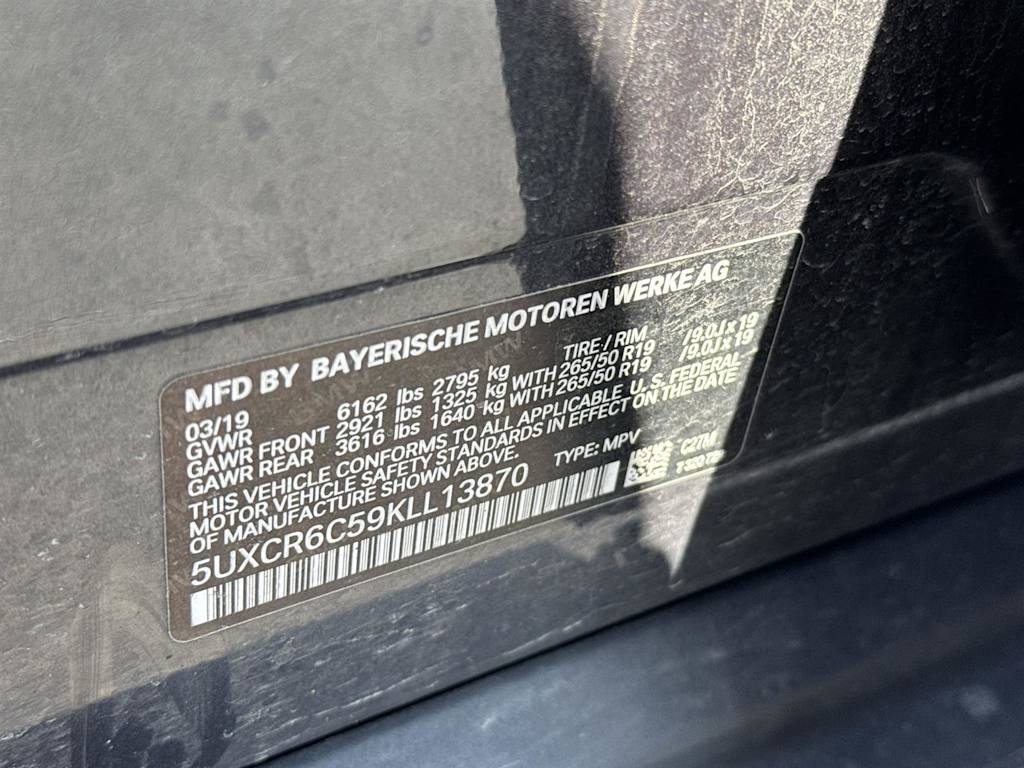 MFD BY BAYERISCHE MOTOREN WERKE AG
03/19
TIRE / RIM
GVWR 6162 lbs 2795 kg
GAWR FRONT 2921 lbs 1325 kg WITH 265/50 R19 /9.0J x 19
GAWR REAR 3616 lbs 1640 kg WITH 265/50 R19 /9.0J x 19
THIS VEHICLE CONFORMS TO ALL APPLICABLE U. S. FEDERAL
MOTOR VEHICLE SAFETY STANDARDS IN EFFECT ON THE DATE
OF MANUFACTURE SHOWN ABOVE.
TYPE: MPV
5UXCR6C59KLL13870